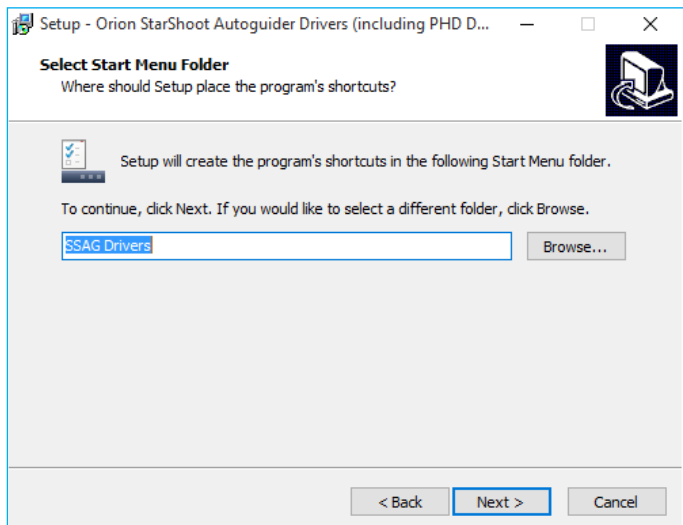 Setup - Orion StarShoot Autoguider Drivers (including PHD D...
Select Start Menu Folder
Where should Setup place the program's shortcuts?
Setup will create the program's shortcuts in the following Start Menu folder.
To continue, click Next. If you would like to select a different folder, click Browse.
SSAG Drivers
Browse...
< Back
Next >
Cancel